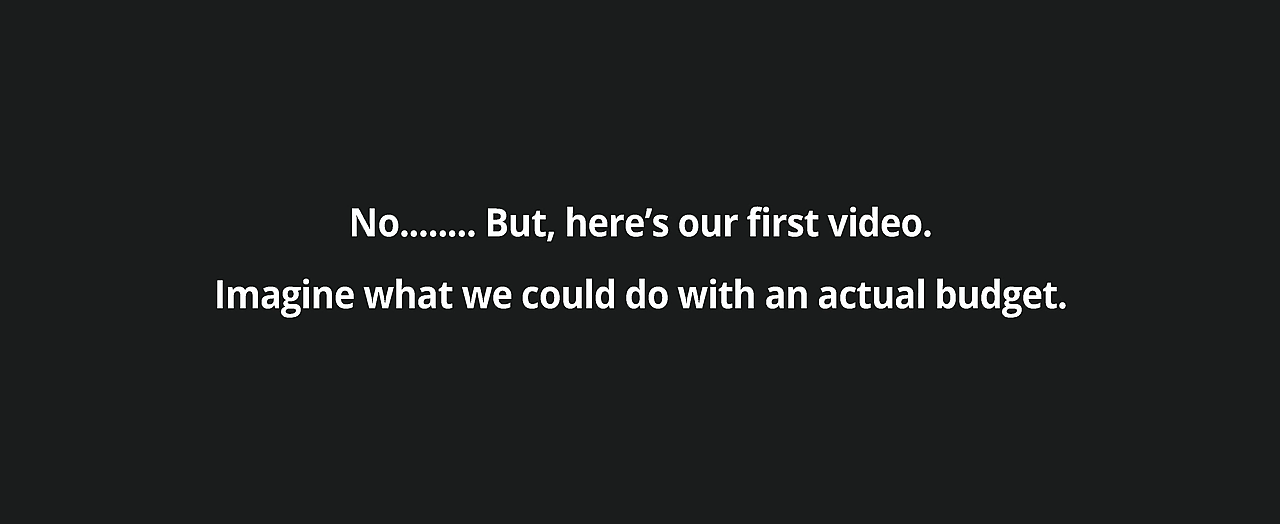 No........ But, here’s our first video.
Imagine what we could do with an actual budget.